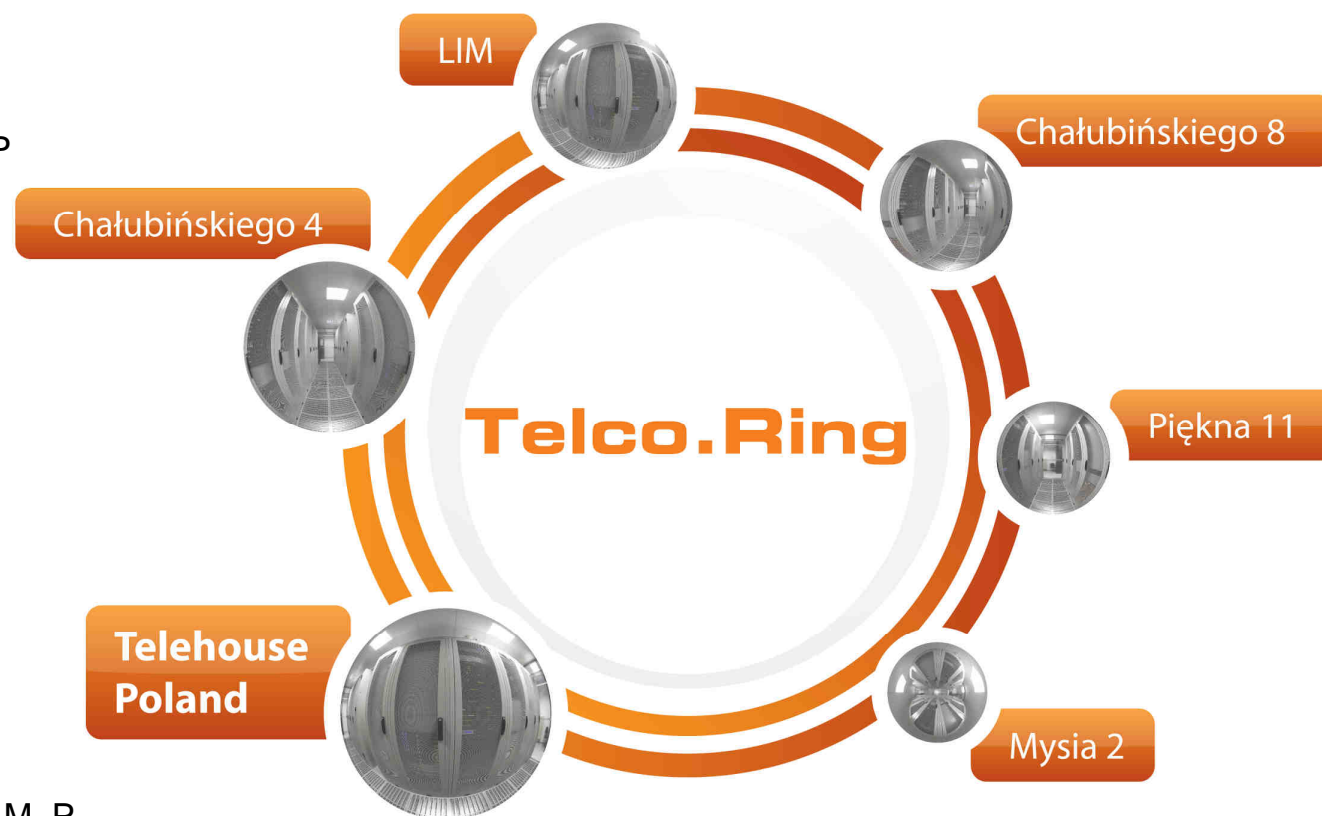 LIM
Chałubińskiego 8
Chałubińskiego 4
Telco.Ring
Piękna 11
Telehouse
Poland
Mysia 2